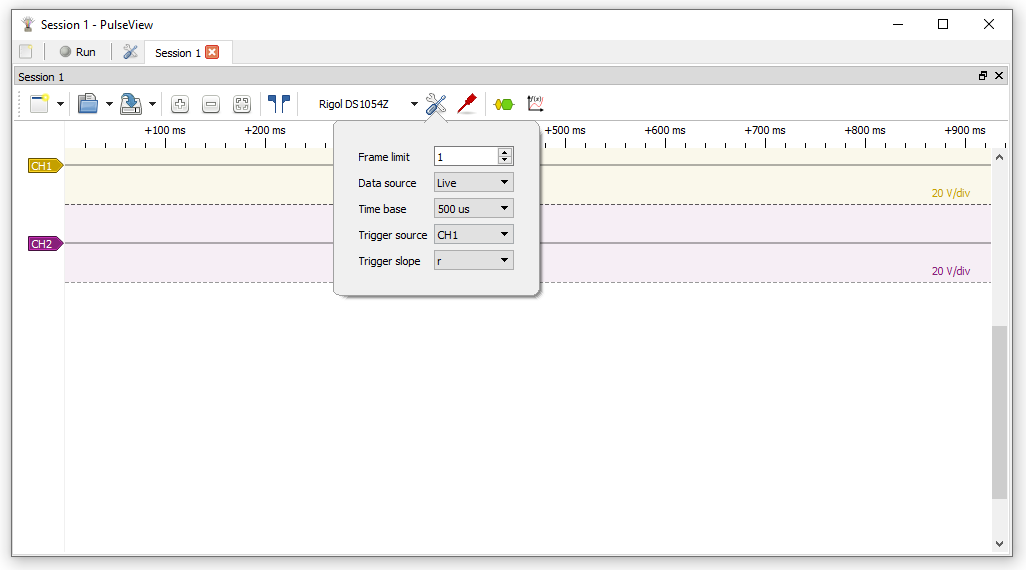 Session 1 - PulseView
Run
Session 1
Session 1
Rigol DS1054Z
f(x)
+100 ms +200 ms +500 ms +600 ms +700 ms +800 ms +900 ms
Frame limit 1
Data source Live
Time base 500 us
Trigger source CH1
Trigger slope r
CH1
20 V/div
CH2
20 V/div